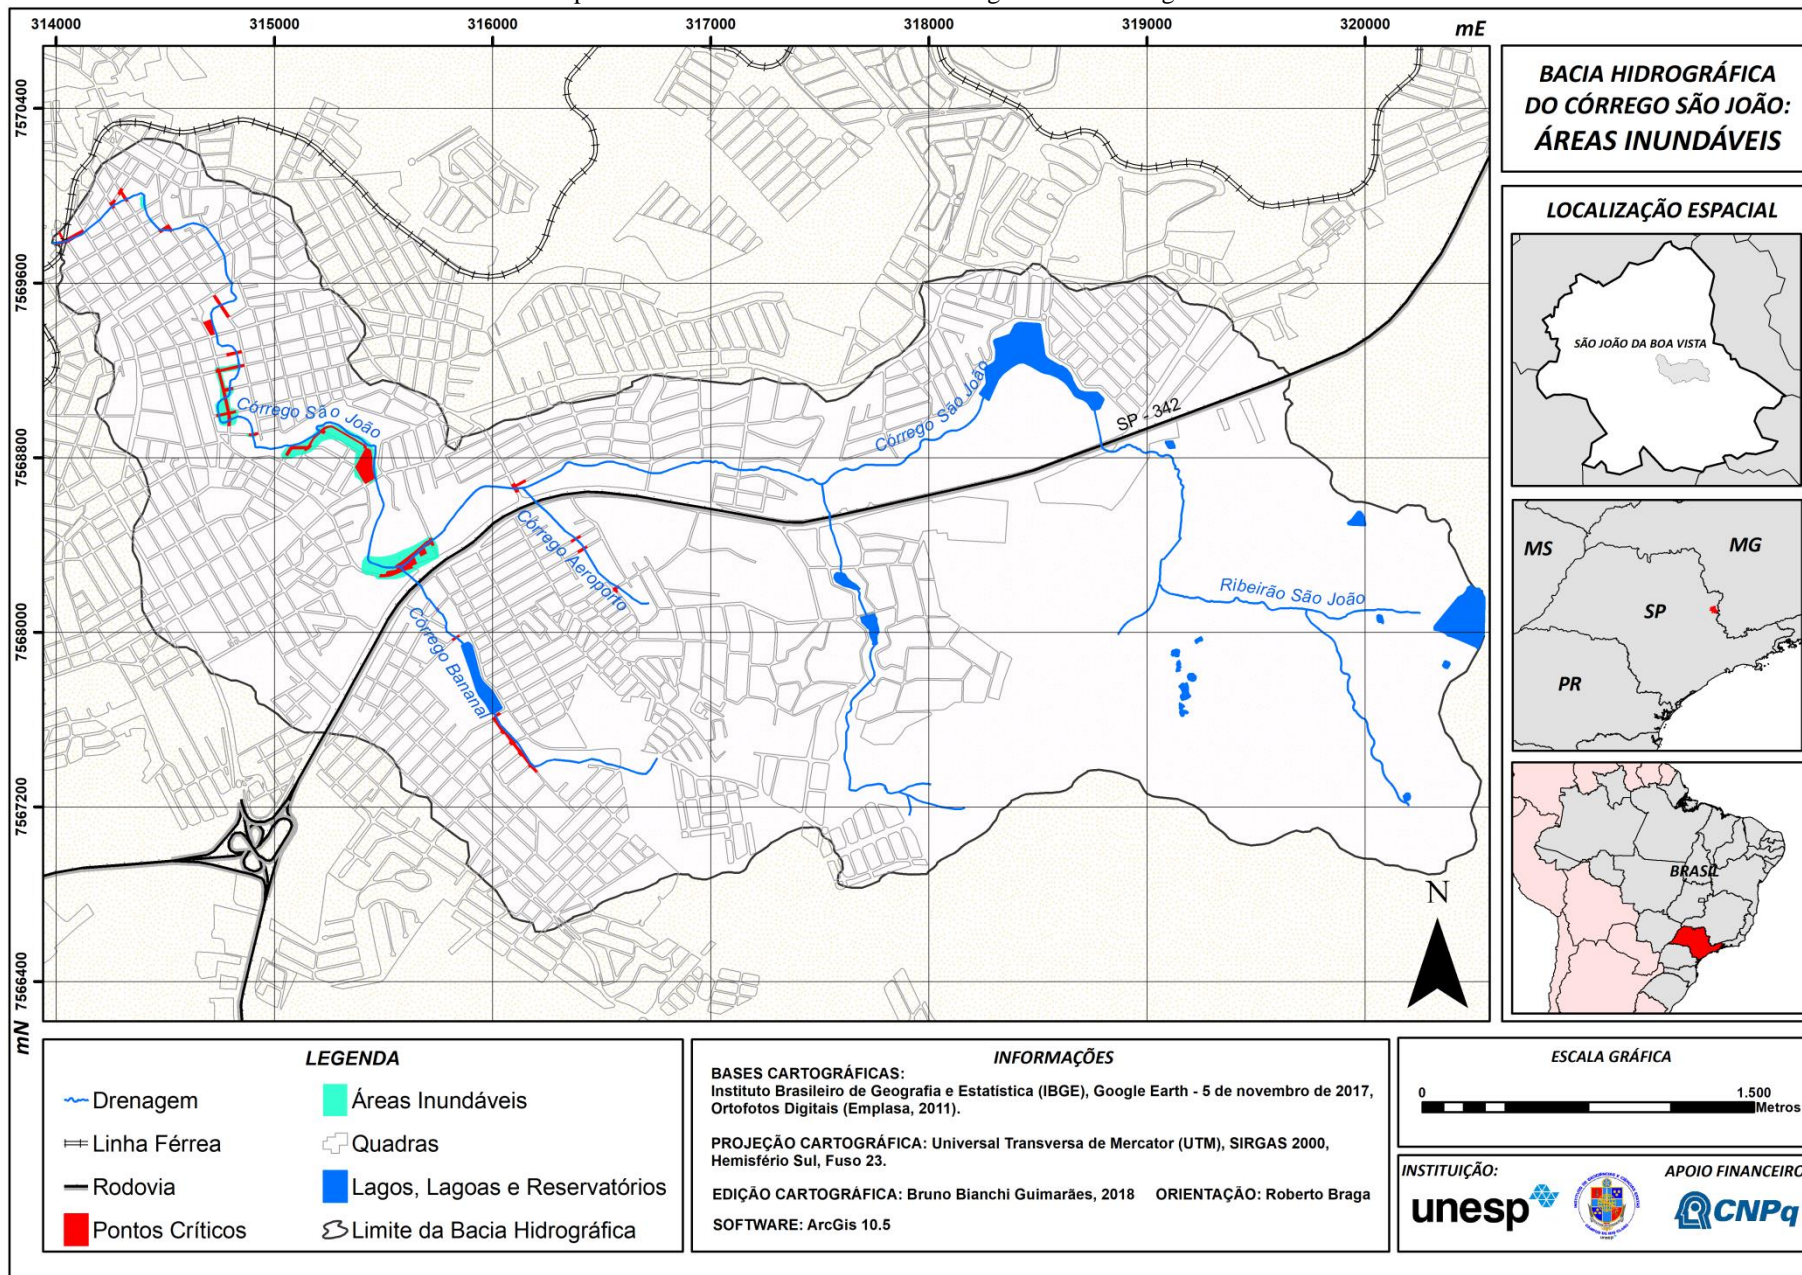 314000 315000 316000 317000 318000 319000 320000 mE
7570400
7569600
7568800
7568000
7567200
7566400
mN
Córrego São João
Córrego São João
SP - 342
Córrego Aeroporto
Córrego Bananal
Ribeirão São João
N
BACIA HIDROGRÁFICA
DO CÓRREGO SÃO JOÃO:
ÁREAS INUNDÁVEIS
LOCALIZAÇÃO ESPACIAL
SÃO JOÃO DA BOA VISTA
MS
MG
SP
PR
BRASIL
LEGENDA
Drenagem
Linha Férrea
Rodovia
Pontos Críticos
Áreas Inundáveis
Quadras
Lagos, Lagoas e Reservatórios
Limite da Bacia Hidrográfica
INFORMAÇÕES
BASES CARTOGRÁFICAS:
Instituto Brasileiro de Geografia e Estatística (IBGE), Google Earth - 5 de novembro de 2017,
Ortofotos Digitais (Emplasa, 2011).
PROJEÇÃO CARTOGRÁFICA: Universal Transversa de Mercator (UTM), SIRGAS 2000,
Hemisfério Sul, Fuso 23.
EDIÇÃO CARTOGRÁFICA: Bruno Bianchi Guimarães, 2018 ORIENTAÇÃO: Roberto Braga
SOFTWARE: ArcGis 10.5
ESCALA GRÁFICA
0 1.500
Metros
INSTITUIÇÃO:
unesp
unesp
APOIO FINANCEIRO
CNPq